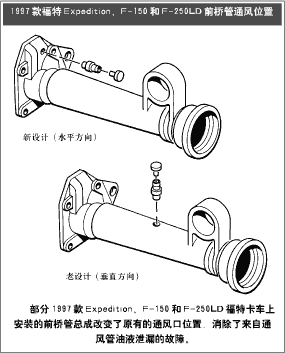 1997款福特Expedition、F-150和F-250LD前桥管通风位置
新设计（水平方向）
老设计（垂直方向）
部分1997款Expedition、F-150和F-250LD福特卡车上
安装的前桥管总成改变了原有的通风口位置，消除了来自通
风管油液泄漏的故障。